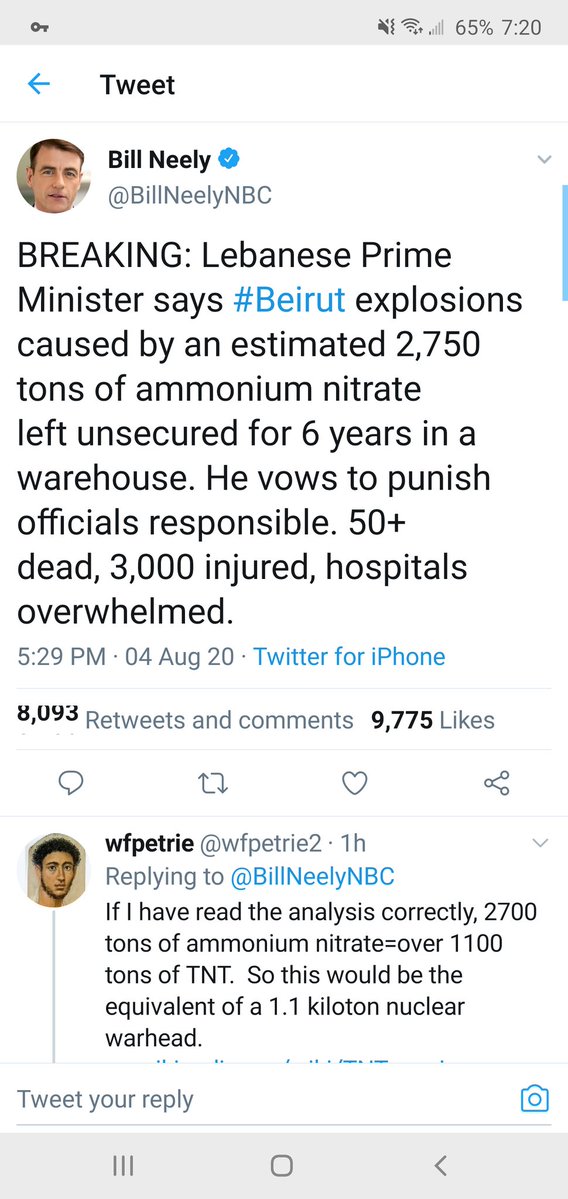 65% 7:20
Tweet
Bill Neely
@BillNeelyNBC
BREAKING: Lebanese Prime
Minister says #Beirut explosions
caused by an estimated 2,750
tons of ammonium nitrate
left unsecured for 6 years in a
warehouse. He vows to punish
officials responsible. 50+
dead, 3,000 injured, hospitals
overwhelmed.
5:29 PM · 04 Aug 20 · Twitter for iPhone
8,093 Retweets and comments 9,775 Likes
wfpetrie @wfpetrie2 · 1h
Replying to @BillNeelyNBC
If I have read the analysis correctly, 2700
tons of ammonium nitrate=over 1100
tons of TNT. So this would be the
equivalent of a 1.1 kiloton nuclear
warhead.
Tweet your reply